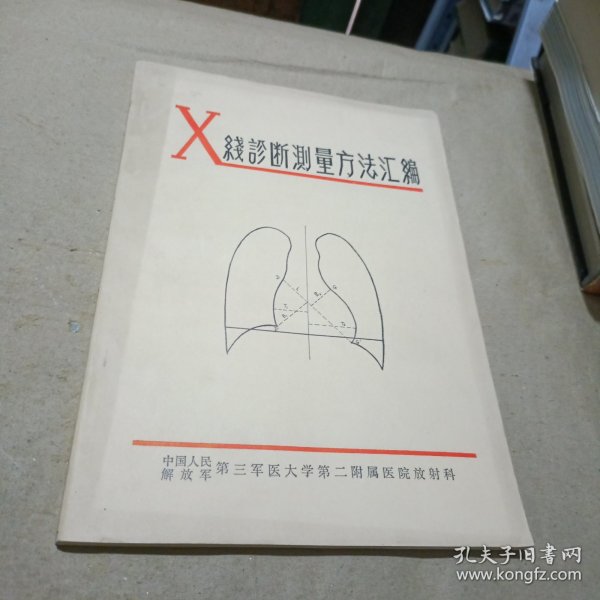 X綫診断測量方法汇編
中国人民
解放军
第三军医大学第二附属医院放射科
孔夫子旧书网
www.kongfz.com